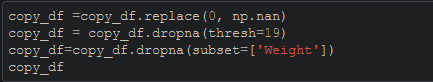 copy_df =copy_df.replace(0, np.nan)
copy_df = copy_df.dropna(thresh=19)
copy_df=copy_df.dropna(subset=['Weight'])
copy_df